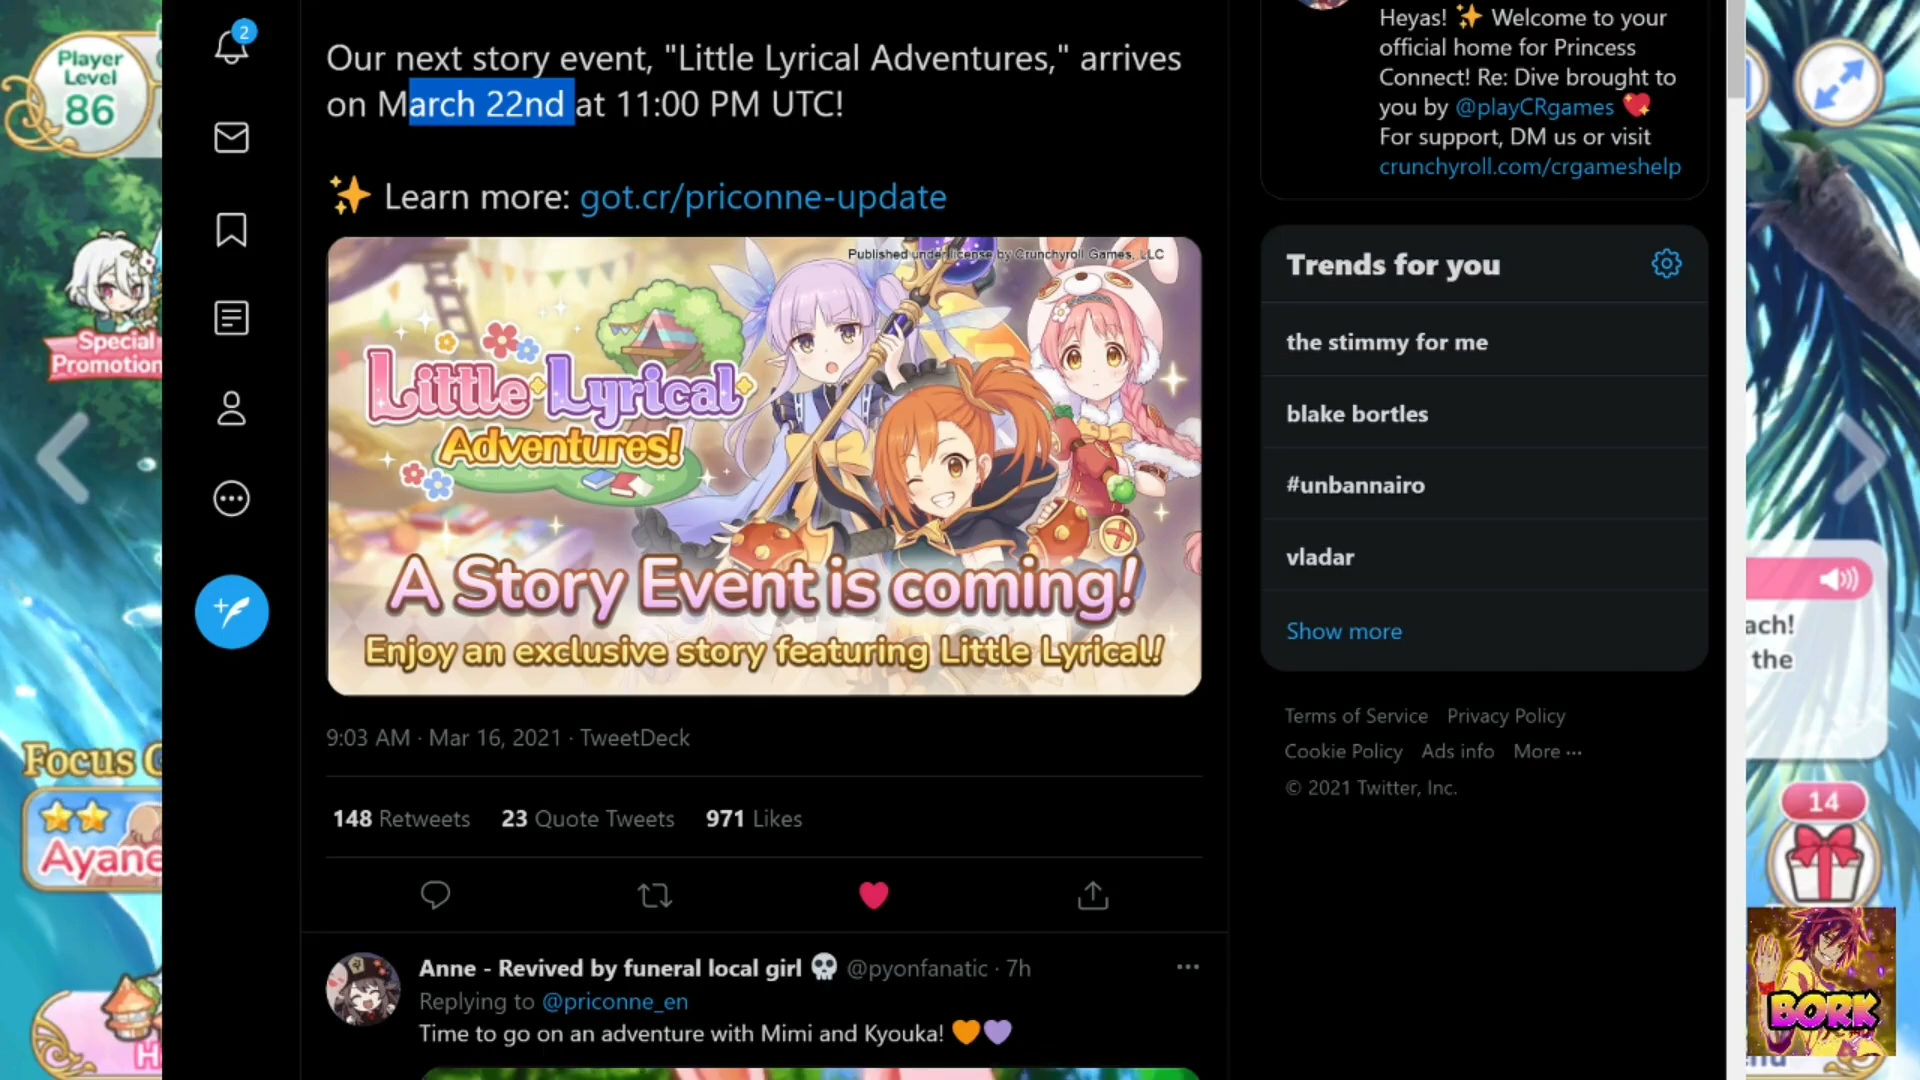 Player
Level
86
Special
Promotion
Focus
Ayane
H
2
Our next story event, "Little Lyrical Adventures," arrives
on March 22nd at 11:00 PM UTC!
✨ Learn more: got.cr/priconne-update
Published under license by Crunchyroll Games, LLC
Little Lyrical
Adventures!
A Story Event is coming!
Enjoy an exclusive story featuring Little Lyrical!
9:03 AM · Mar 16, 2021 · TweetDeck
148 Retweets 23 Quote Tweets 971 Likes
Anne - Revived by funeral local girl 💀 @pyonfanatic · 7h
Replying to @priconne_en
Time to go on an adventure with Mimi and Kyouka! 🧡💜
Heyas! ✨ Welcome to your
official home for Princess
Connect! Re: Dive brought to
you by @playCRgames 💖
For support, DM us or visit
crunchyroll.com/crgameshelp
Trends for you
the stimmy for me
blake bortles
#unbannairo
vladar
Show more
Terms of Service Privacy Policy
Cookie Policy Ads info More ···
© 2021 Twitter, Inc.
ach!
the
14
BORK